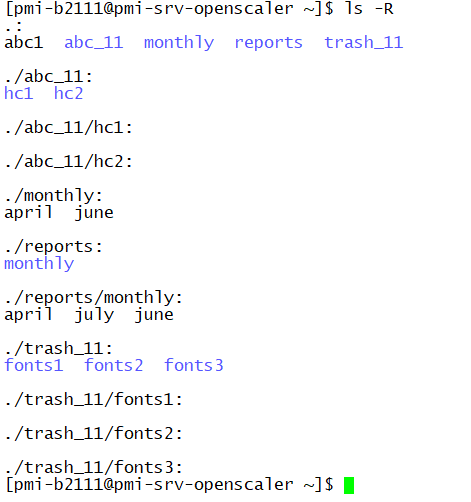 [pmi-b2111@pmi-srv-openscaler ~]$ ls -R
.:
abc1  abc_11  monthly  reports  trash_11
./abc_11:
hc1  hc2
./abc_11/hc1:
./abc_11/hc2:
./monthly:
april  june
./reports:
monthly
./reports/monthly:
april  july  june
./trash_11:
fonts1  fonts2  fonts3
./trash_11/fonts1:
./trash_11/fonts2:
./trash_11/fonts3:
[pmi-b2111@pmi-srv-openscaler ~]$